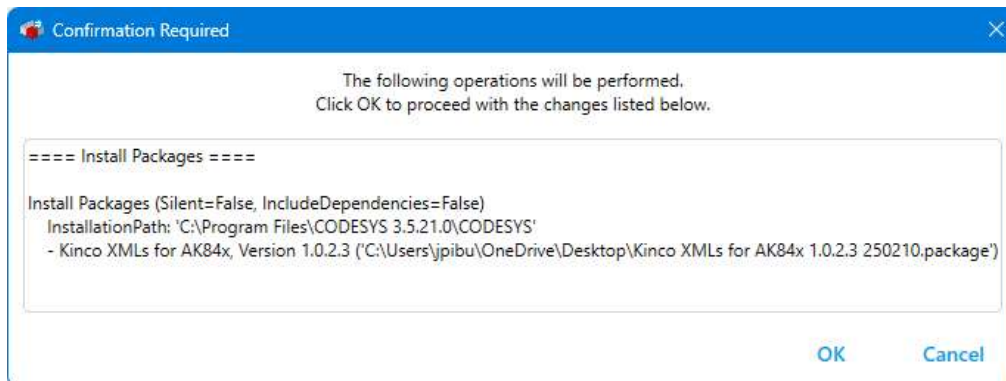 Confirmation Required
The following operations will be performed.
Click OK to proceed with the changes listed below.
==== Install Packages ====
Install Packages (Silent=False, IncludeDependencies=False)
InstallationPath: 'C:\Program Files\CODESYS 3.5.21.0\CODESYS'
- Kinco XMLs for AK84x, Version 1.0.2.3 ('C:\Users\jpibu\OneDrive\Desktop\Kinco XMLs for AK84x 1.0.2.3 250210.package')
OK Cancel